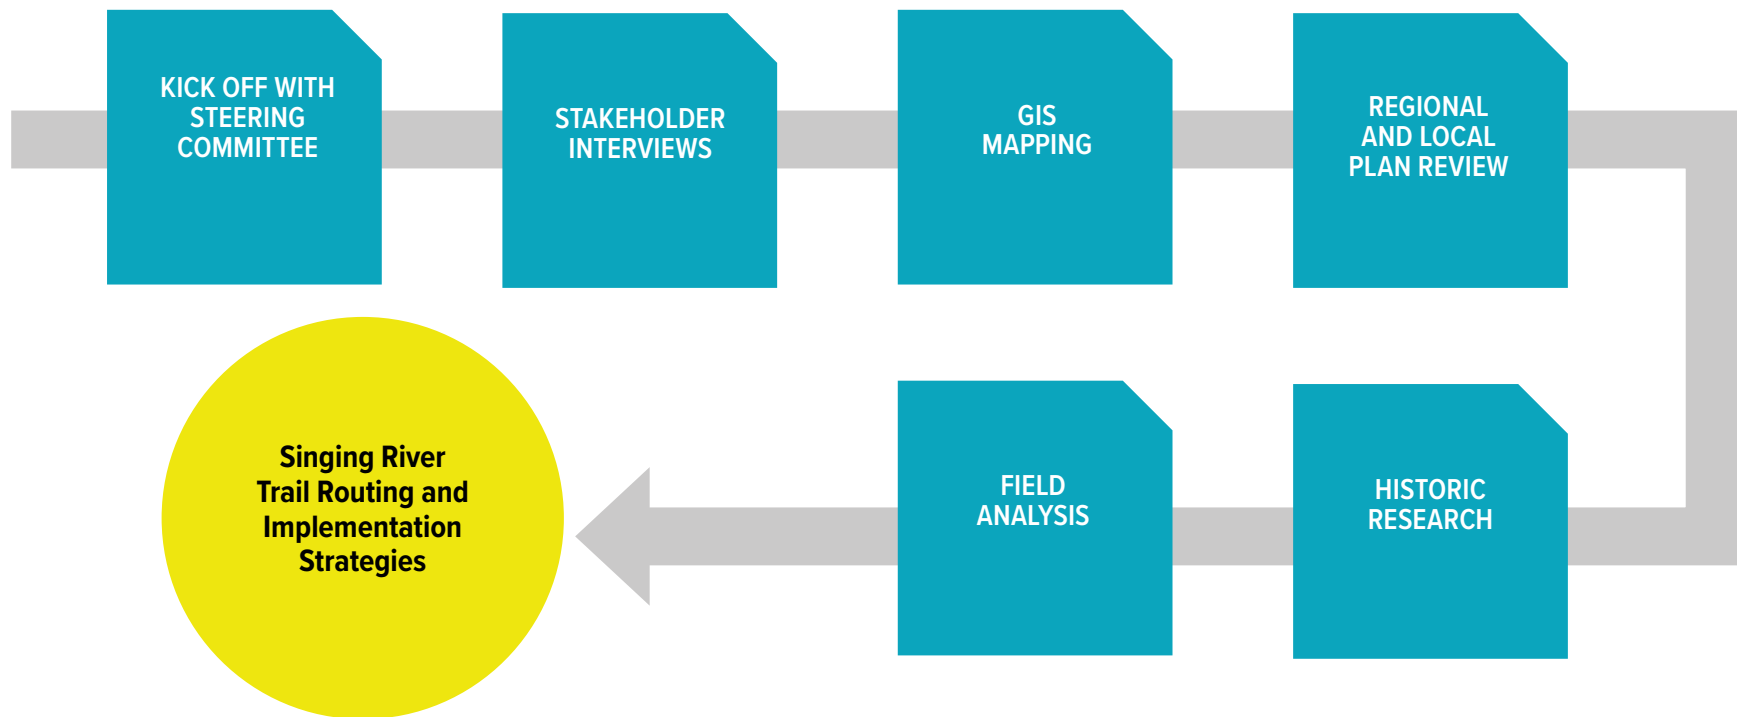 KICK OFF WITH
STEERING
COMMITTEE
STAKEHOLDER
INTERVIEWS
GIS
MAPPING
REGIONAL
AND LOCAL
PLAN REVIEW
HISTORIC
RESEARCH
FIELD
ANALYSIS
Singing River
Trail Routing and
Implementation
Strategies